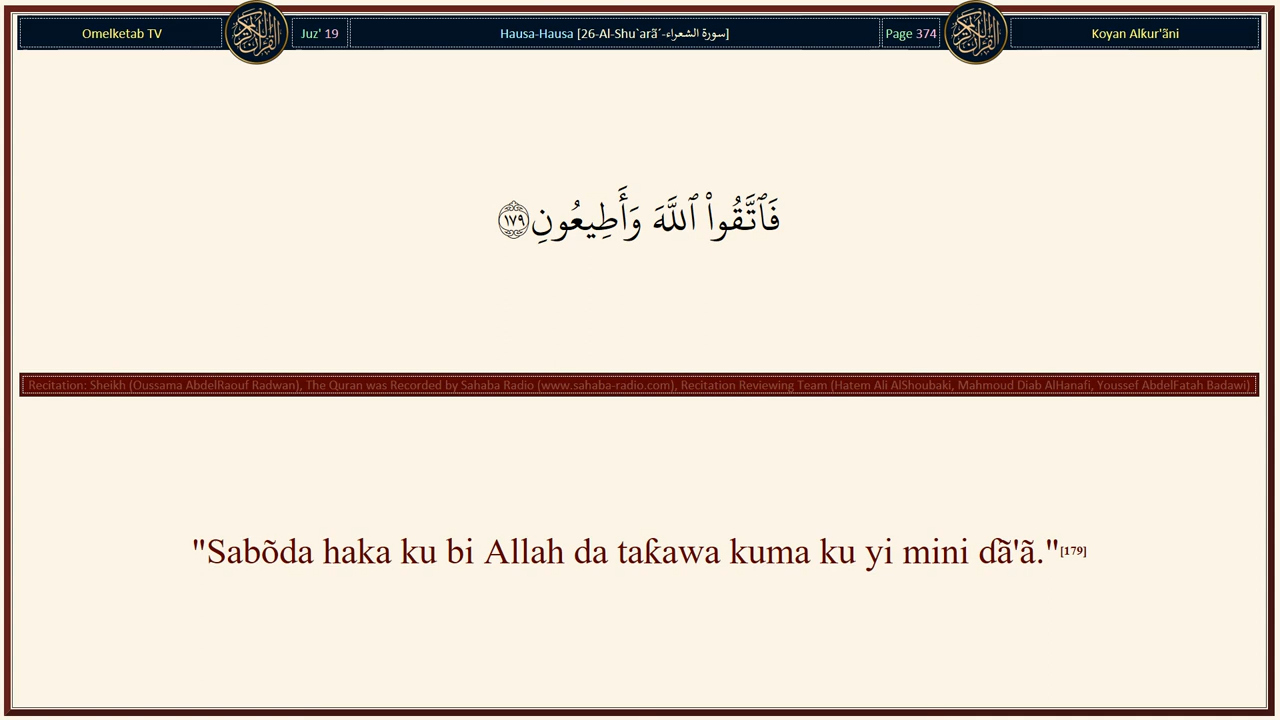 Omelketab TV
Juz' 19
Hausa-Hausa [26-Al-Shu`arã´-سورة الشعراء]
Page 374
Koyan Alƙur'ãni
فَٱتَّقُوا۟ ٱللَّهَ وَأَطِيعُونِ ١٧٩
Recitation: Sheikh (Oussama AbdelRaouf Radwan), The Quran was Recorded by Sahaba Radio (www.sahaba-radio.com), Recitation Reviewing Team (Hatem Ali AlShoubaki, Mahmoud Diab AlHanafi, Youssef AbdelFatah Badawi)
"Sabõda haka ku bi Allah da taƙawa kuma ku yi mini ɗã'ã."[179]